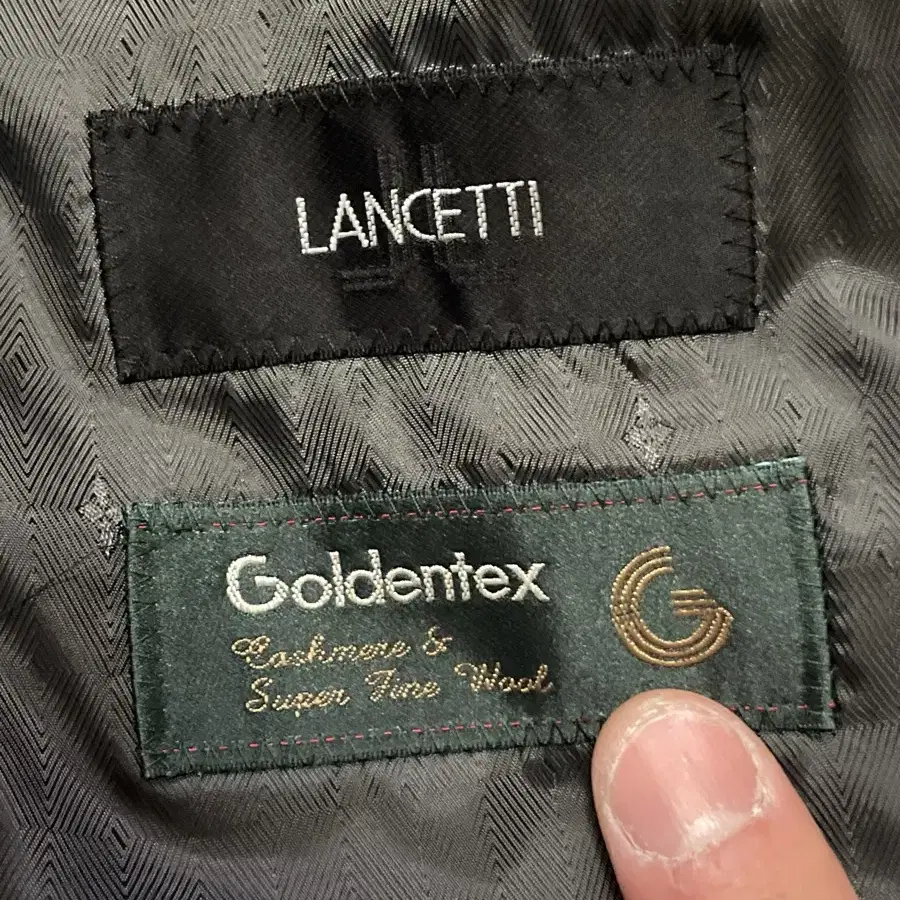 LANCETTI
Goldentex
Cashmere &
Super Fine Wool